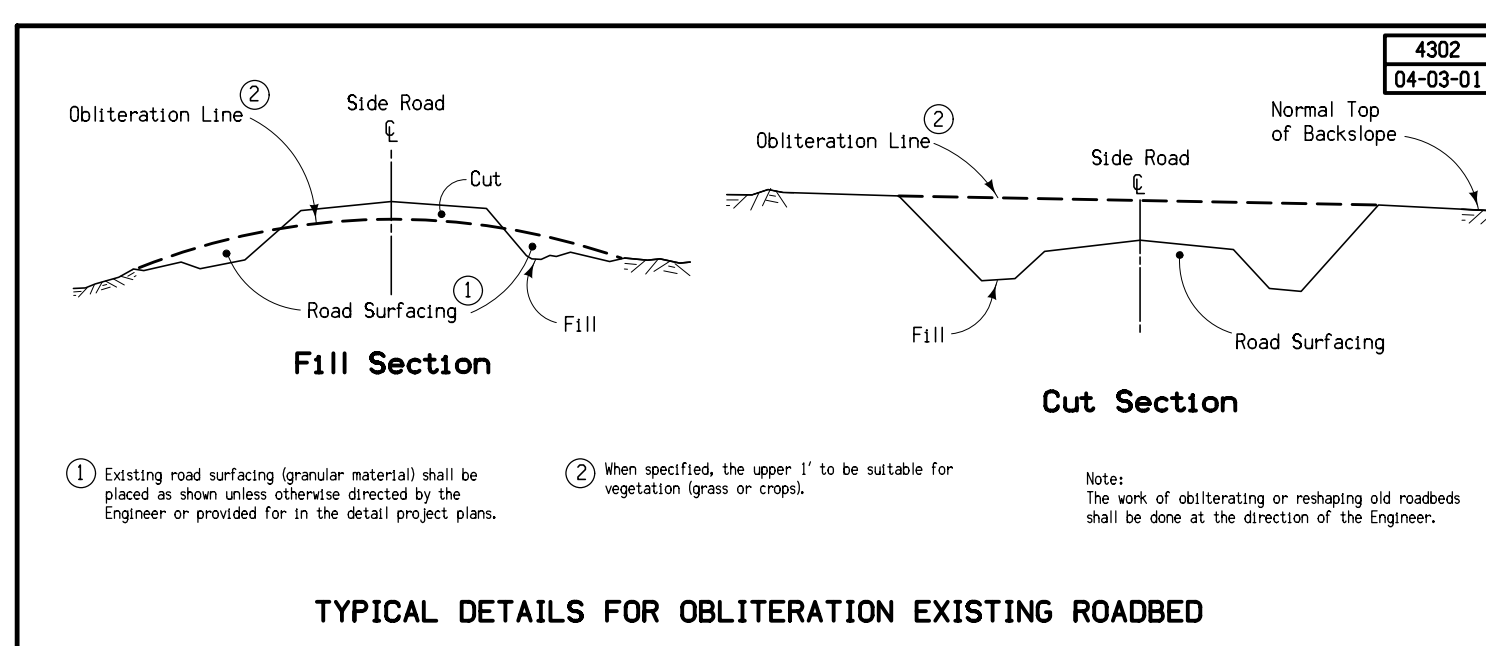 4302
04-03-01
Obliteration Line 2
Side Road
℄
Cut
Road Surfacing 1
Fill
Fill Section
Obliteration Line 2
Side Road
℄
Normal Top
of Backslope
Fill
Road Surfacing
Cut Section
1 Existing road surfacing (granular material) shall be
placed as shown unless otherwise directed by the
Engineer or provided for in the detail project plans.
2 When specified, the upper 1' to be suitable for
vegetation (grass or crops).
Note:
The work of obilterating or reshaping old roadbeds
shall be done at the direction of the Engineer.
TYPICAL DETAILS FOR OBLITERATION EXISTING ROADBED